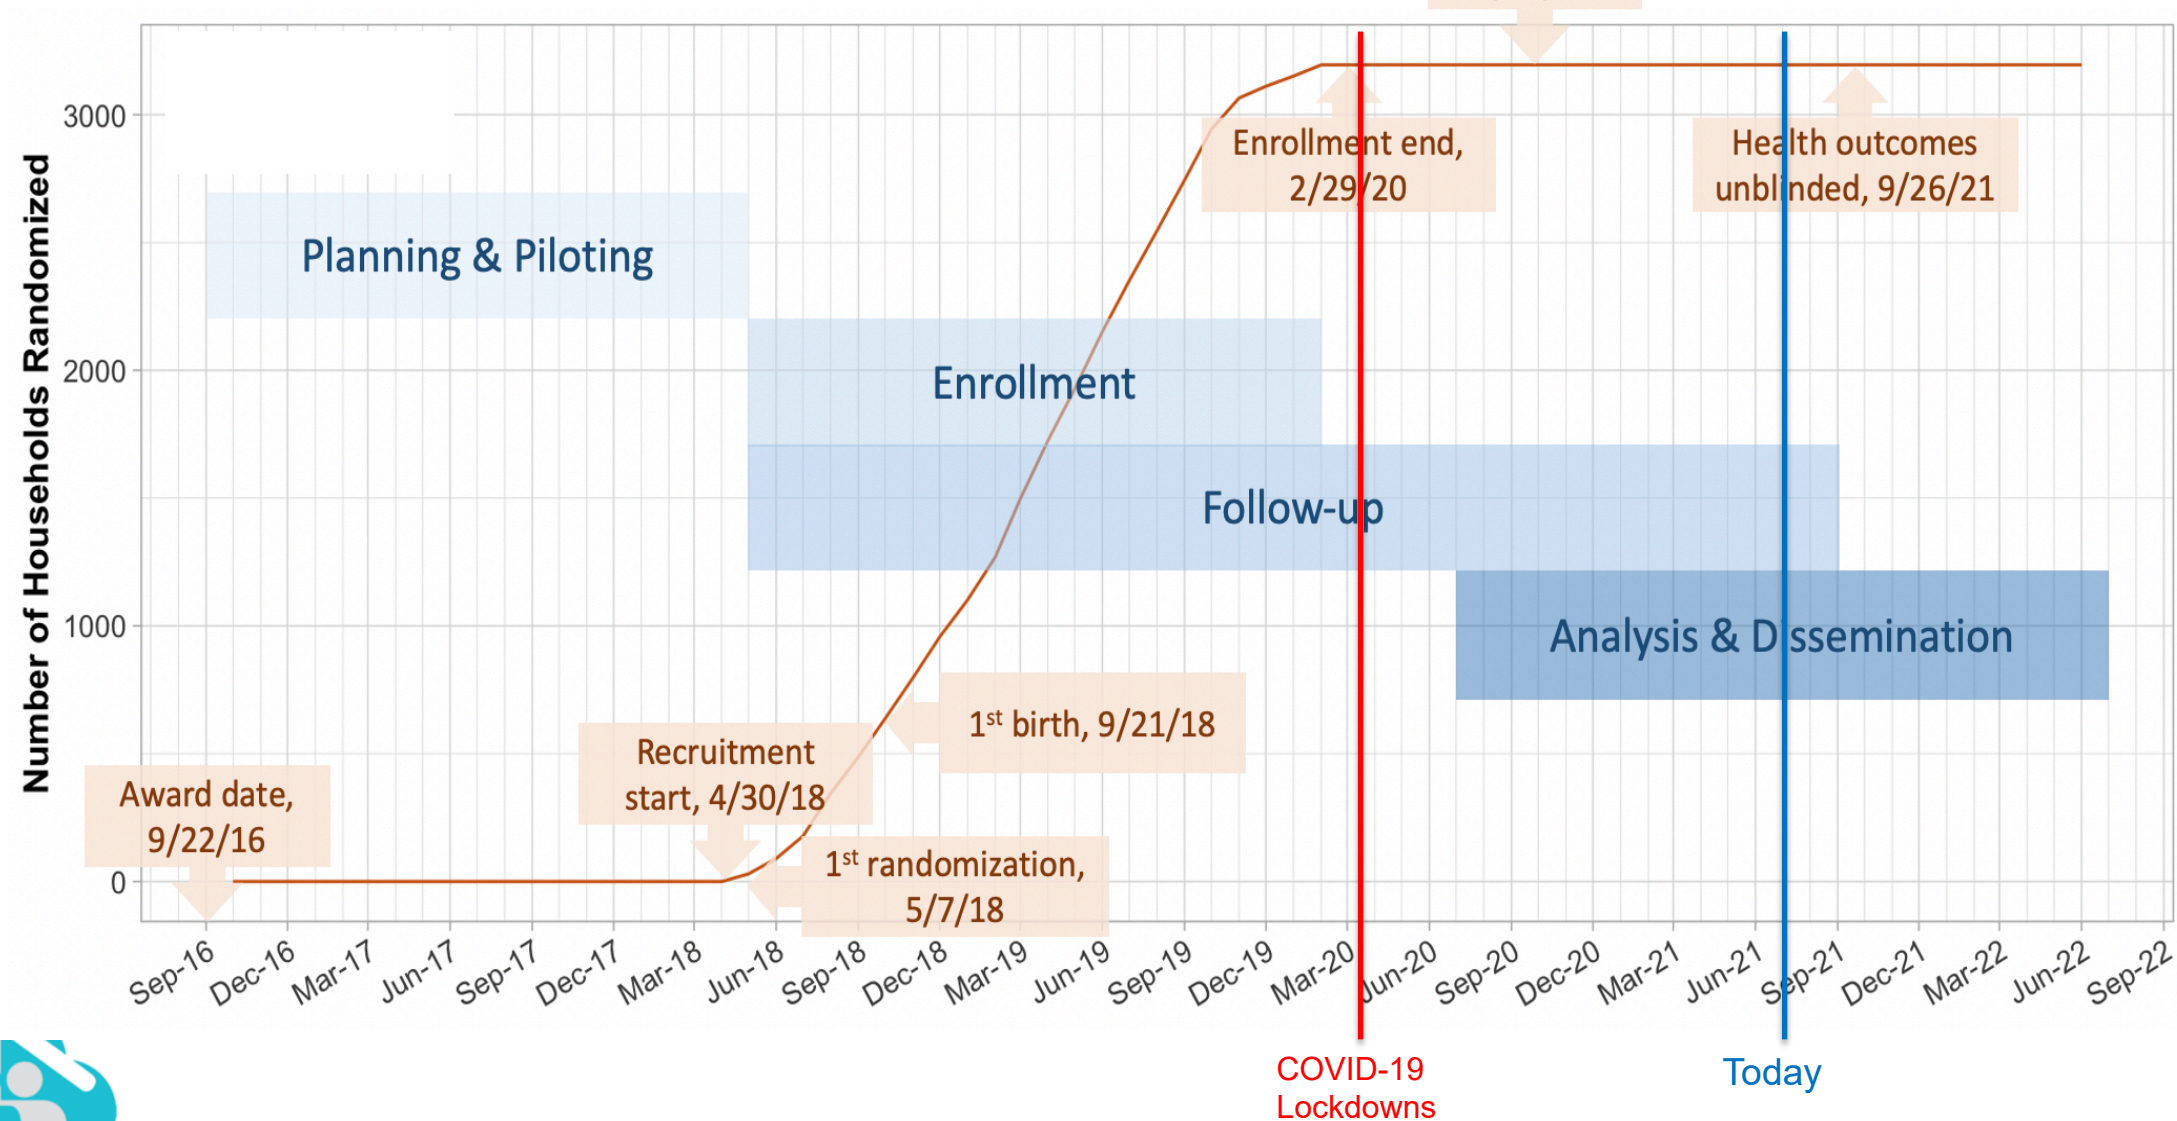 Number of Households Randomized
3000
2000
1000
0
Planning & Piloting
Enrollment
Follow-up
Analysis & Dissemination
Enrollment end,
2/29/20
Health outcomes
unblinded, 9/26/21
1st birth, 9/21/18
Recruitment
start, 4/30/18
Award date,
9/22/16
1st randomization,
5/7/18
Sep-16
Dec-16
Mar-17
Jun-17
Sep-17
Dec-17
Mar-18
Jun-18
Sep-18
Dec-18
Mar-19
Jun-19
Sep-19
Dec-19
Mar-20
Jun-20
Sep-20
Dec-20
Mar-21
Jun-21
Sep-21
Dec-21
Mar-22
Jun-22
Sep-22
COVID-19
Lockdowns
Today